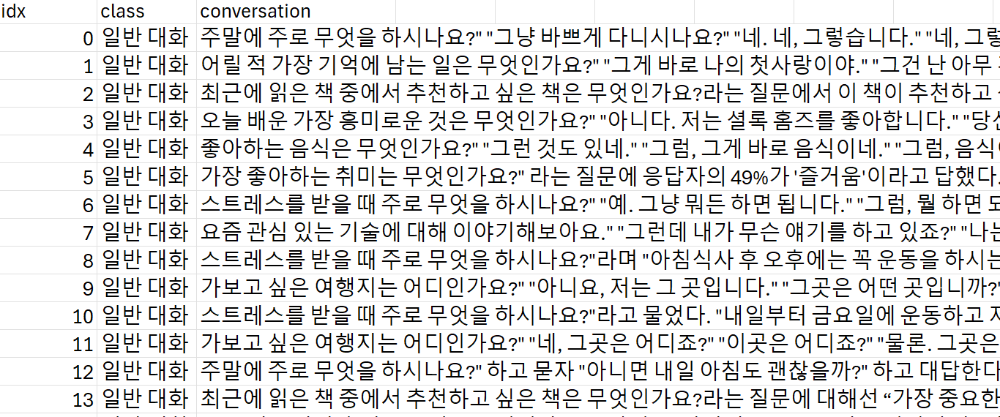 idx class conversation
0 일반 대화 주말에 주로 무엇을 하시나요?" "그냥 바쁘게 다니시나요?" "네. 네, 그렇습니다." "네, 그렇
1 일반 대화 어릴 적 가장 기억에 남는 일은 무엇인가요?" "그게 바로 나의 첫사랑이야." "그건 난 아무
2 일반 대화 최근에 읽은 책 중에서 추천하고 싶은 책은 무엇인가요?라는 질문에서 이 책이 추천하고
3 일반 대화 오늘 배운 가장 흥미로운 것은 무엇인가요?" "아니다. 저는 셜록 홈즈를 좋아합니다." "당신
4 일반 대화 좋아하는 음식은 무엇인가요?" "그런 것도 있네." "그럼, 그게 바로 음식이네." "그럼, 음식
5 일반 대화 가장 좋아하는 취미는 무엇인가요?" 라는 질문에 응답자의 49%가 '즐거움'이라고 답했다.
6 일반 대화 스트레스를 받을 때 주로 무엇을 하시나요?" "예. 그냥 뭐든 하면 됩니다." "그럼, 뭘 하면
7 일반 대화 요즘 관심 있는 기술에 대해 이야기해보아요." "그런데 내가 무슨 얘기를 하고 있죠?" "나는
8 일반 대화 스트레스를 받을 때 주로 무엇을 하시나요?"라며 "아침식사 후 오후에는 꼭 운동을 하시는
9 일반 대화 가보고 싶은 여행지는 어디인가요?" "아니요, 저는 그 곳입니다." "그곳은 어떤 곳입니까?"
10 일반 대화 스트레스를 받을 때 주로 무엇을 하시나요?"라고 물었다. "내일부터 금요일에 운동하고
11 일반 대화 가보고 싶은 여행지는 어디인가요?" "네, 그곳은 어디죠?" "이곳은 어디죠?" "물론. 그곳은
12 일반 대화 주말에 주로 무엇을 하시나요?" 하고 묻자 "아니면 내일 아침도 괜찮을까?" 하고 대답한다
13 일반 대화 최근에 읽은 책 중에서 추천하고 싶은 책은 무엇인가요?라는 질문에 대해선 “가장 중요한